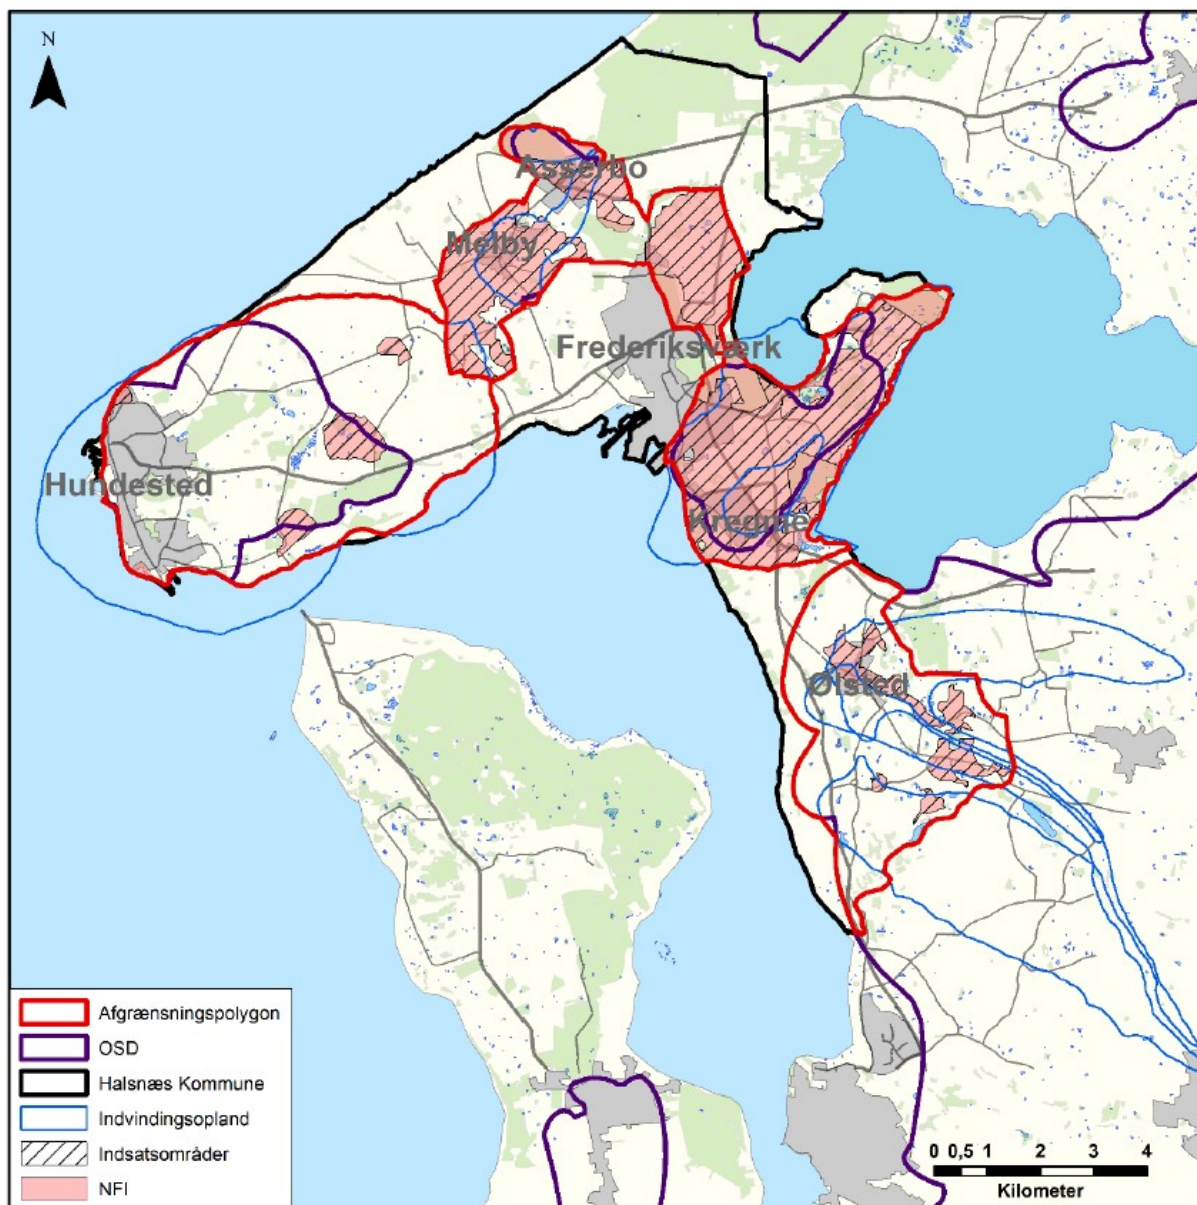 N
Asserbo
Melby
Frederiksværk
Hundested
Kregme
Ølsted
Afgrænsningspolygon
OSD
Halsnæs Kommune
Indvindingsopland
Indsatsområder
NFI
0 0,5 1 2 3 4
Kilometer